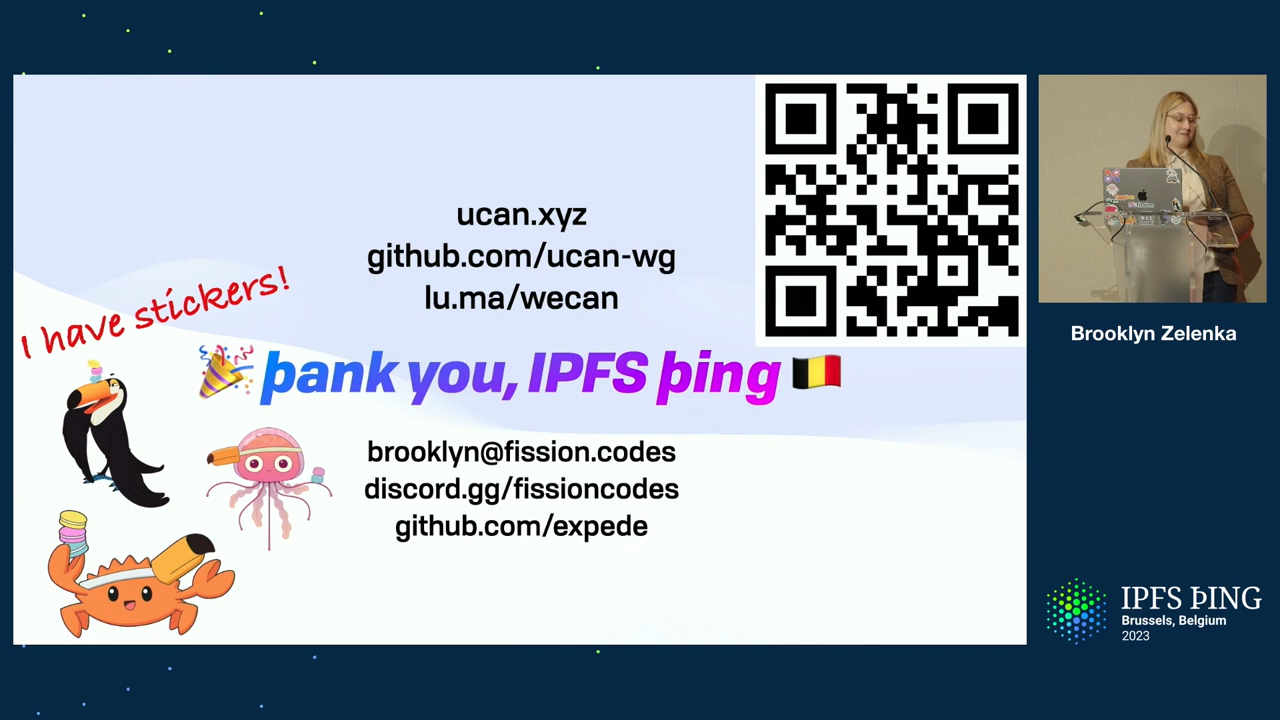 ucan.xyz
github.com/ucan-wg
lu.ma/wecan
I have stickers!
þank you, IPFS þing
brooklyn@fission.codes
discord.gg/fissioncodes
github.com/expede
Brooklyn Zelenka
IPFS ÞING
Brussels, Belgium
2023